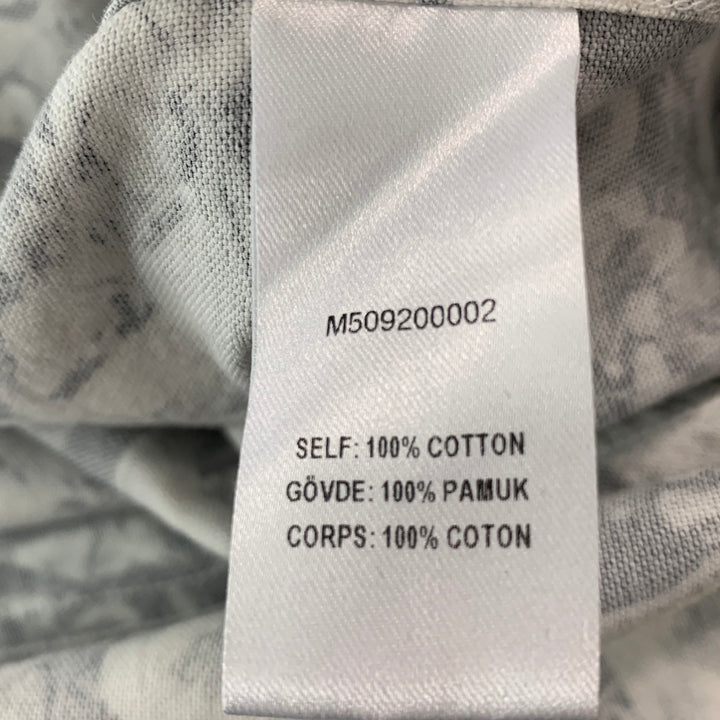 M509200002
SELF: 100% COTTON
GÖVDE: 100% PAMUK
CORPS: 100% COTON